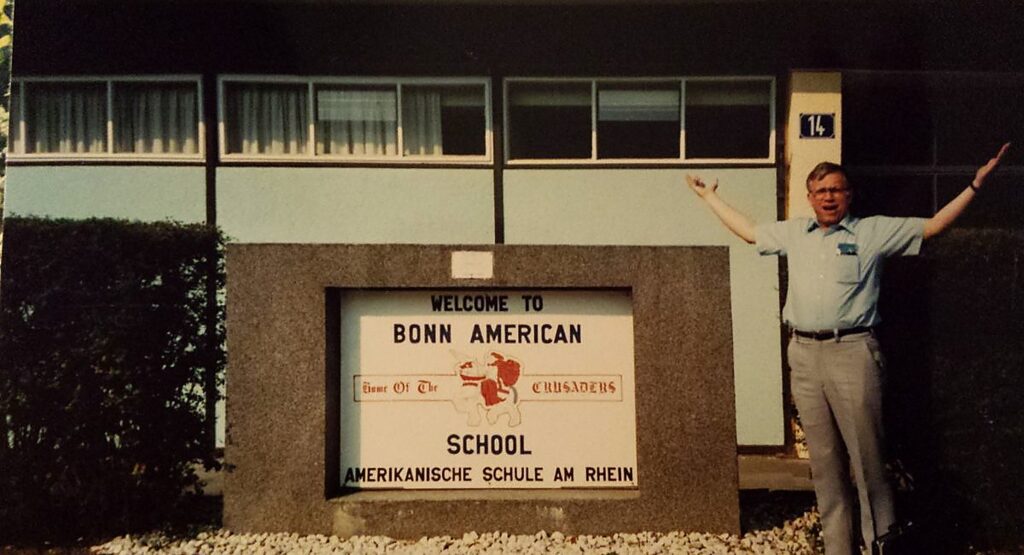 14
WELCOME TO
BONN AMERICAN
Home Of The CRUSADERS
SCHOOL
AMERIKANISCHE SCHULE AM RHEIN